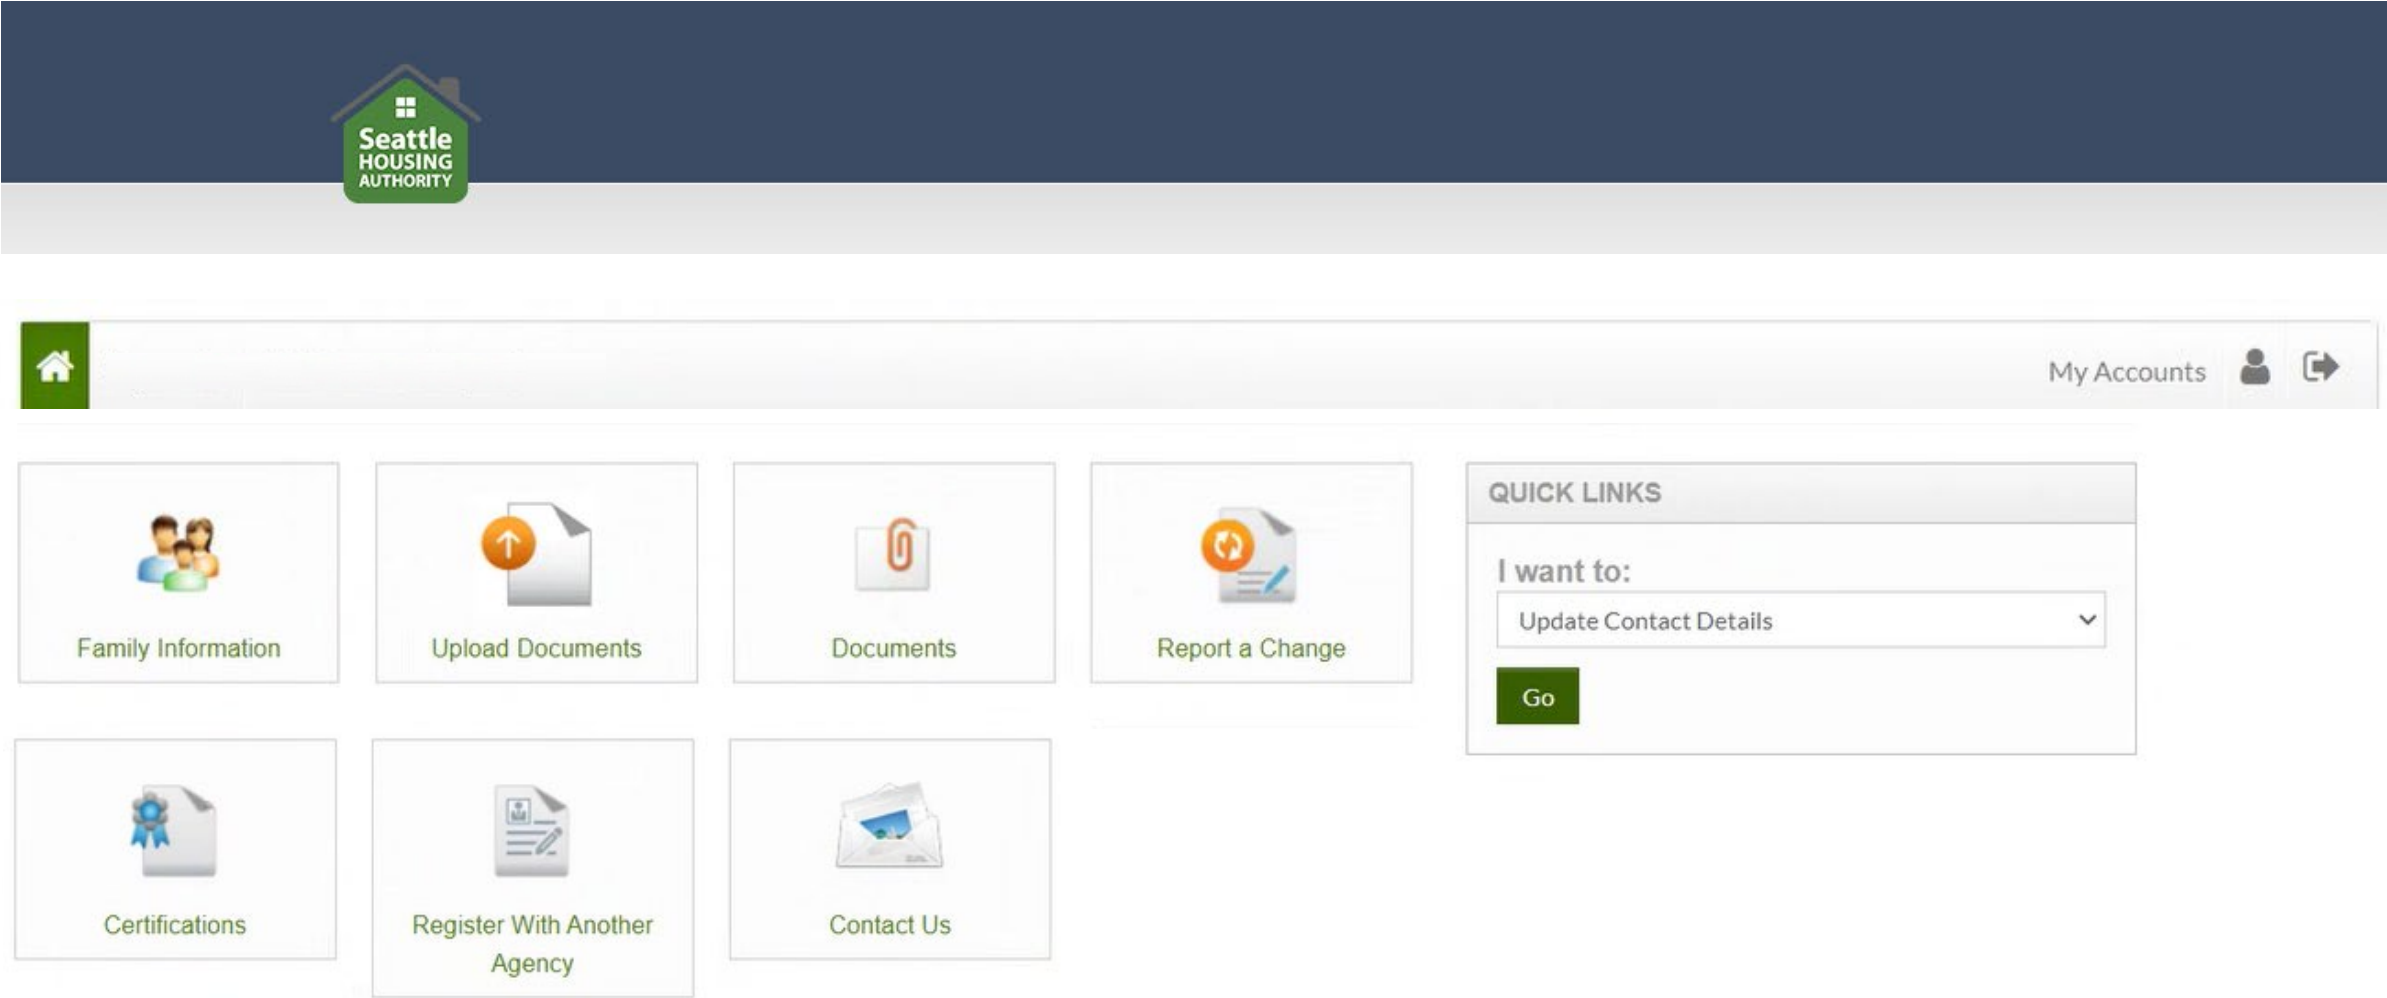 Seattle
HOUSING
AUTHORITY
My Accounts
Family Information
Upload Documents
Documents
Report a Change
QUICK LINKS
I want to:
Update Contact Details
Go
Certifications
Register With Another
Agency
Contact Us